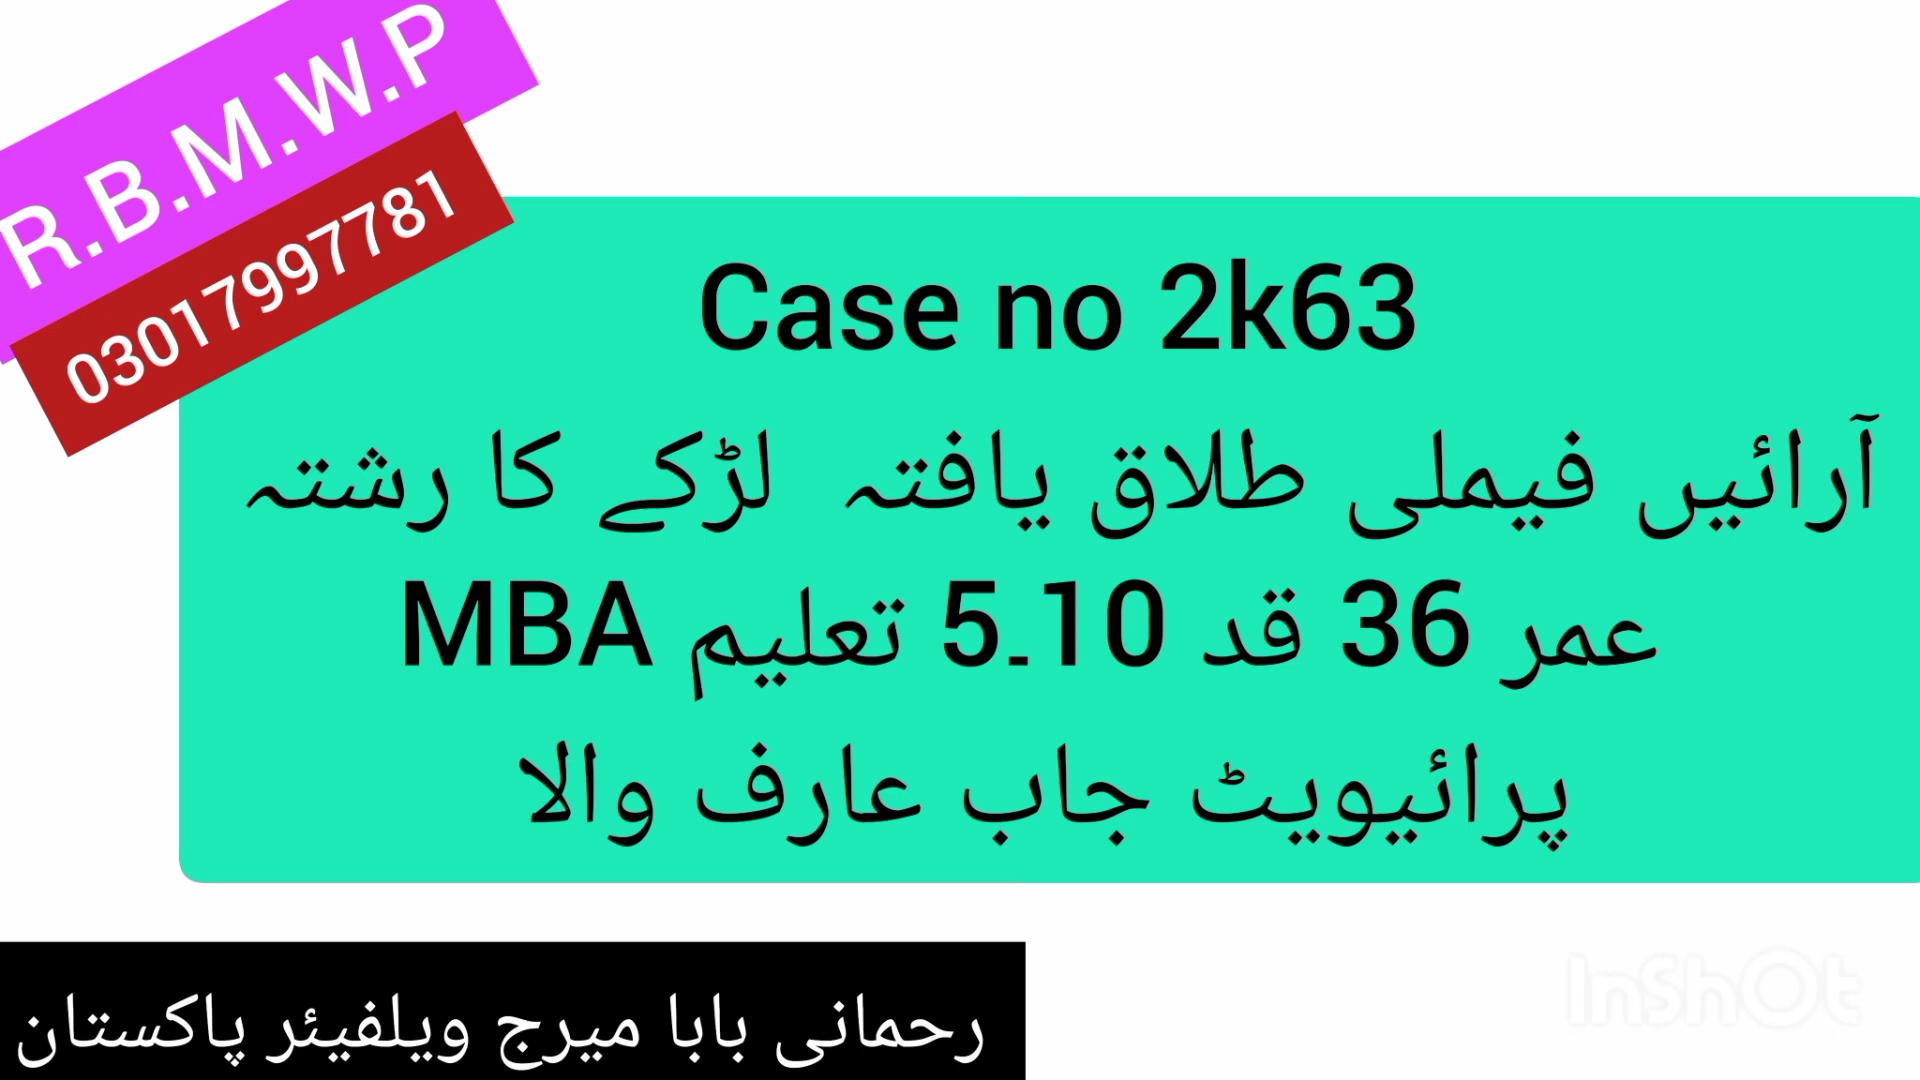 R.B.M.W.P
03017997781
Case no 2k63
آرائیں فیملی طلاق یافتہ لڑکے کا رشتہ
عمر 36 قد 10۔5 تعلیم MBA
پرائیویٹ جاب عارف والا
رحمانی بابا میرج ویلفیئر پاکستان
InShOt